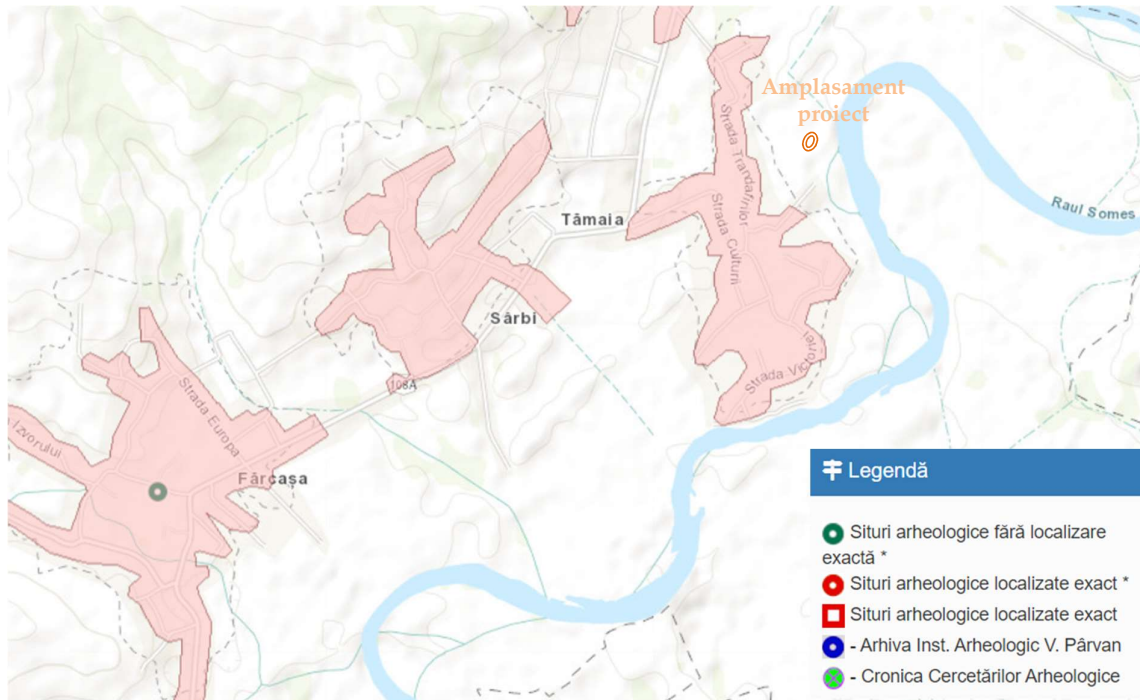 Amplasament
proiect
Strada Trandafirilor
Raul Somes
Strada Culturii
Tămaia
Sârbi
Strada Victoriei
108A
Strada Europa
Izvorului
Fărcașa
Legendă
Situri arheologice fără localizare
exactă *
Situri arheologice localizate exact *
Situri arheologice localizate exact
- Arhiva Inst. Arheologic V. Pârvan
- Cronica Cercetărilor Arheologice